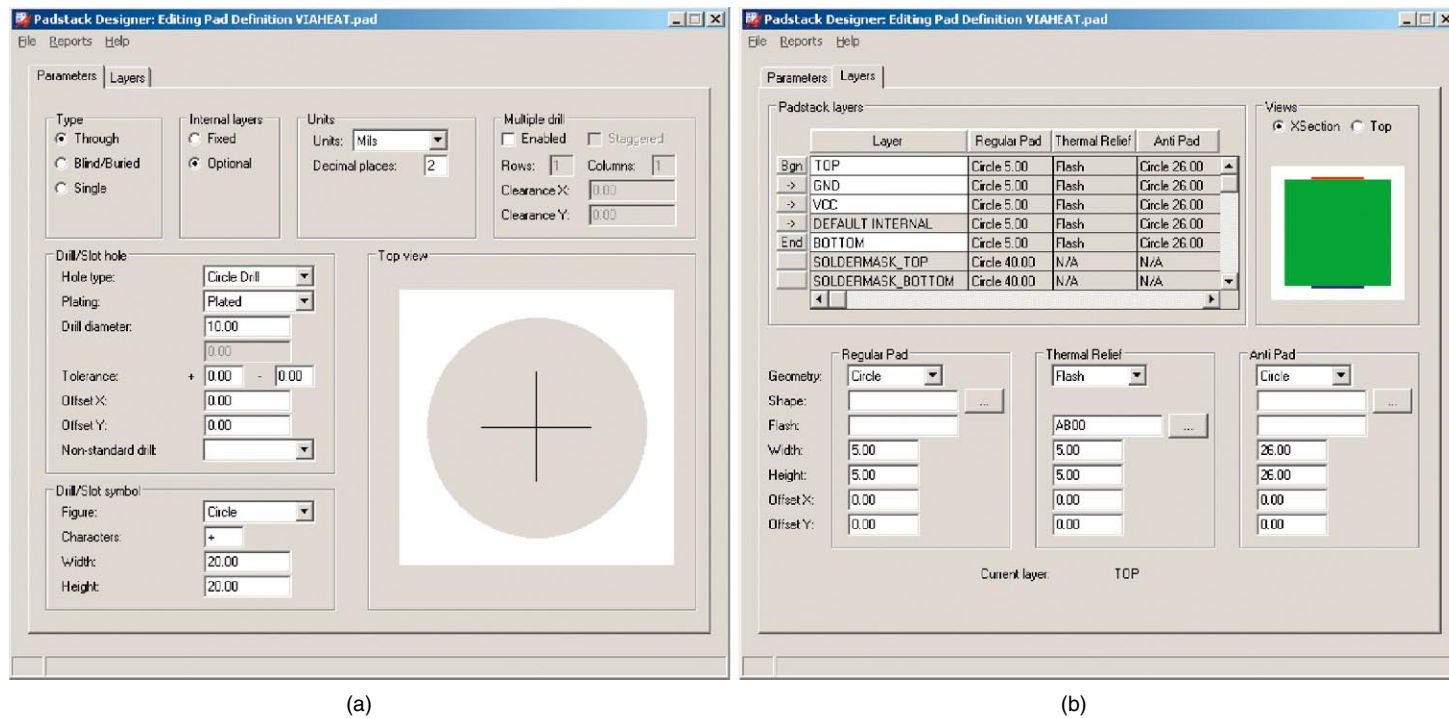 Padstack Designer: Editing Pad Definition VIAHEAT.pad
File Reports Help
Parameters Layers
Type
Through
Blind/Buried
Single
Internal layers
Fixed
Optional
Units
Units: Mils
Decimal places: 2
Multiple drill
Enabled Staggered
Rows: 1 Columns: 1
Clearance X: 0.00
Clearance Y: 0.00
Drill/Slot hole
Hole type: Circle Drill
Plating: Plated
Drill diameter: 10.00
0.00
Tolerance: + 0.00 - 0.00
Offset X: 0.00
Offset Y: 0.00
Non-standard drill:
Drill/Slot symbol
Figure: Circle
Characters: +
Width: 20.00
Height: 20.00
Top view
(a)
Padstack Designer: Editing Pad Definition VIAHEAT.pad
File Reports Help
Parameters Layers
Padstack layers
Layer Regular Pad Thermal Relief Anti Pad
Bgn TOP Circle 5.00 Flash Circle 26.00
-> GND Circle 5.00 Flash Circle 26.00
-> VCC Circle 5.00 Flash Circle 26.00
-> DEFAULT INTERNAL Circle 5.00 Flash Circle 26.00
End BOTTOM Circle 5.00 Flash Circle 26.00
SOLDERMASK_TOP Circle 40.00 N/A N/A
SOLDERMASK_BOTTOM Circle 40.00 N/A N/A
Views
XSection Top
Regular Pad Thermal Relief Anti Pad
Geometry: Circle Flash Circle
Shape: ... ...
Flash: AB00 ...
Width: 5.00 5.00 26.00
Height: 5.00 5.00 26.00
Offset X: 0.00 0.00 0.00
Offset Y: 0.00 0.00 0.00
Current layer: TOP
(b)